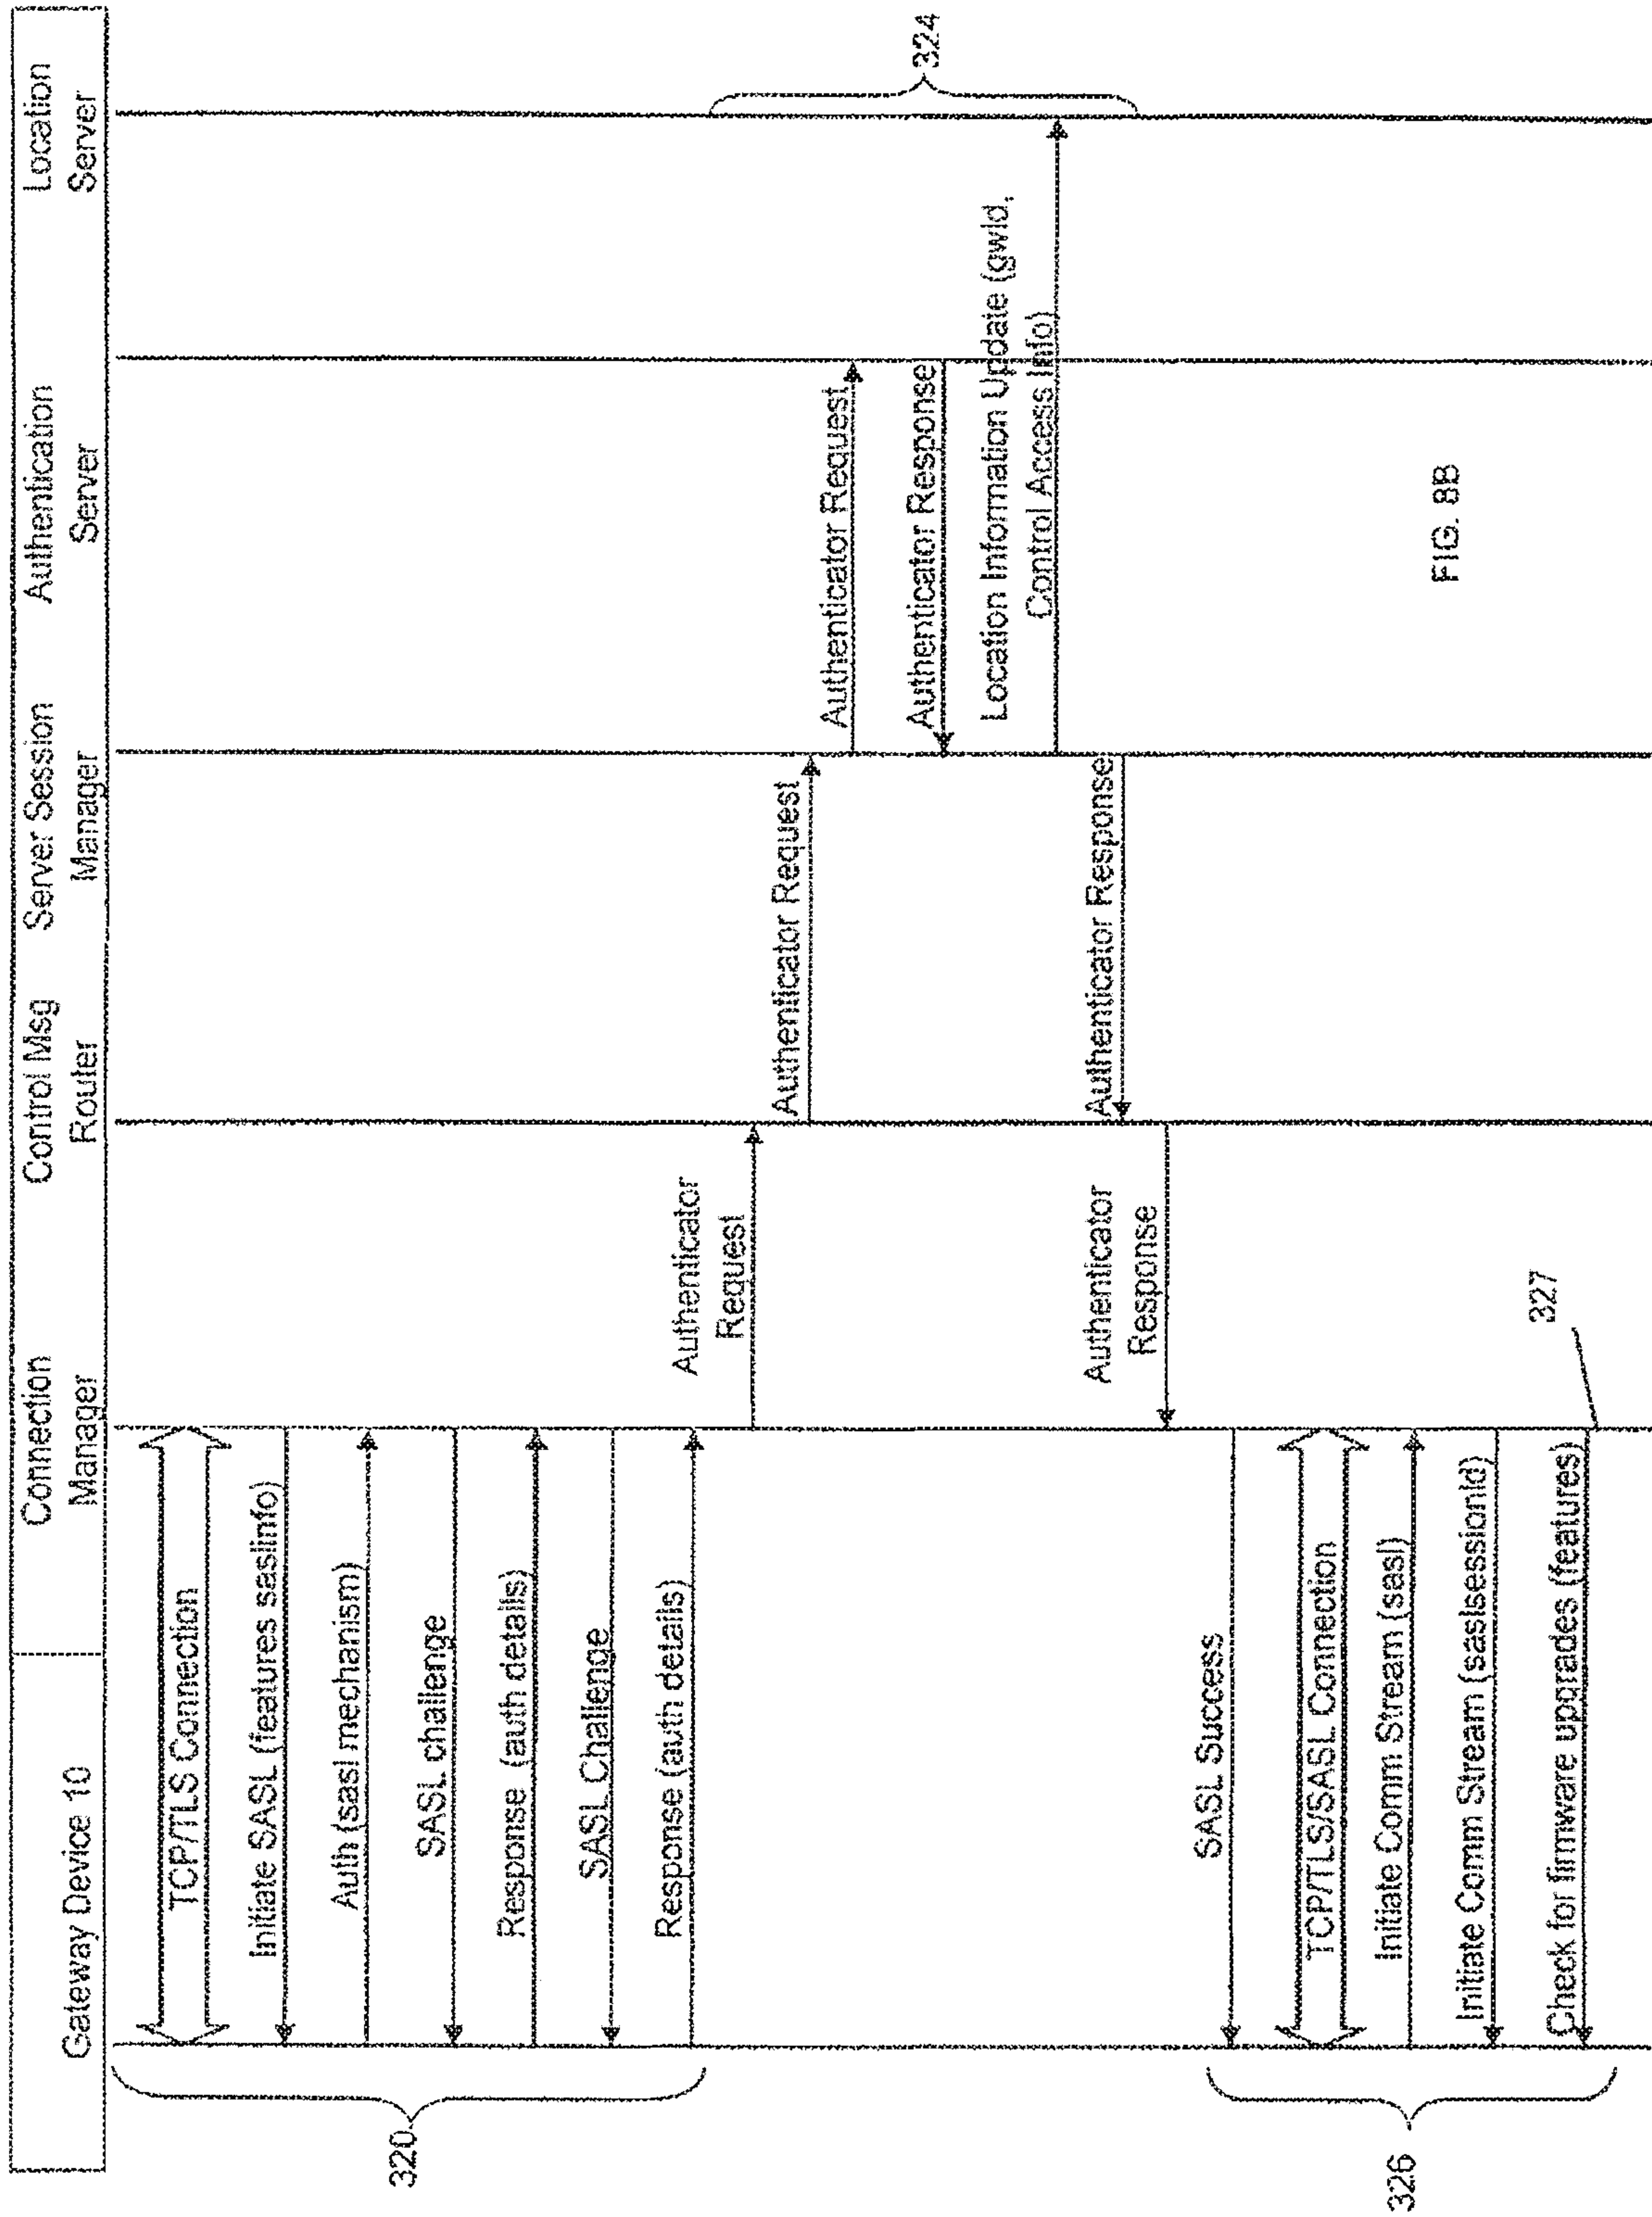 Gateway Device 10
Connection
Manager
Control Msg
Router
Server Session
Manager
Authentication
Server
Location
Server
TCP/TLS Connection
Initiate SASL (features saslinfo)
Auth (sasl mechanism)
SASL challenge
Response (auth details)
SASL Challenge
Response (auth details)
320
Authenticator
Request
Authenticator Request
Authenticator Request
Authenticator Response
Location Information Update (gwId,
Control Access Info)
324
Authenticator Response
Authenticator
Response
SASL Success
TCP/TLS/SASL Connection
Initiate Comm Stream (sasl)
Initiate Comm Stream (saslsessionId)
Check for firmware upgrades (features)
326
327
FIG. 8B